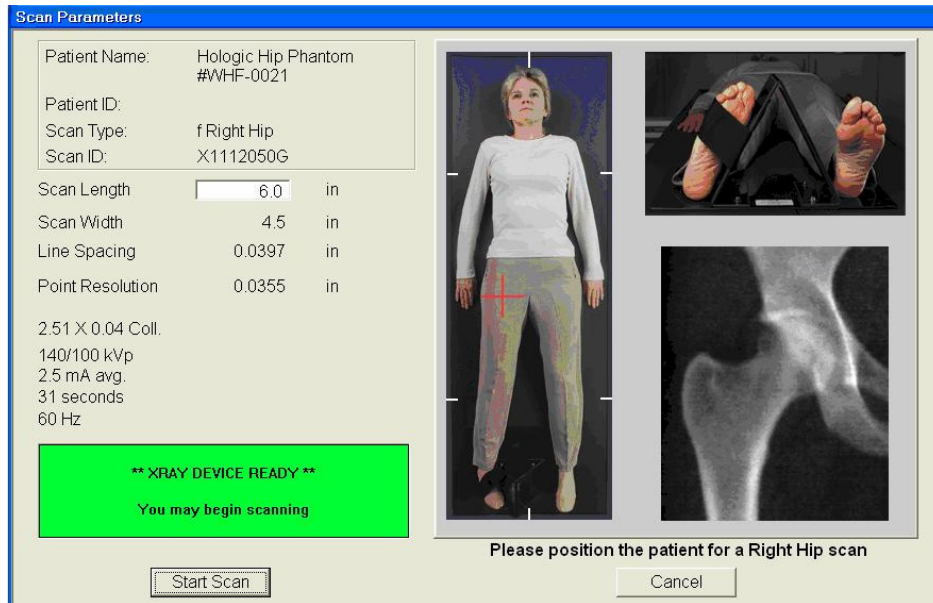 Scan Parameters
Patient Name: Hologic Hip Phantom
#WHF-0021
Patient ID:
Scan Type: f Right Hip
Scan ID: X1112050G
Scan Length 6.0 in
Scan Width 4.5 in
Line Spacing 0.0397 in
Point Resolution 0.0355 in
2.51 X 0.04 Coll.
140/100 kVp
2.5 mA avg.
31 seconds
60 Hz
** XRAY DEVICE READY **
You may begin scanning
Please position the patient for a Right Hip scan
Start Scan
Cancel